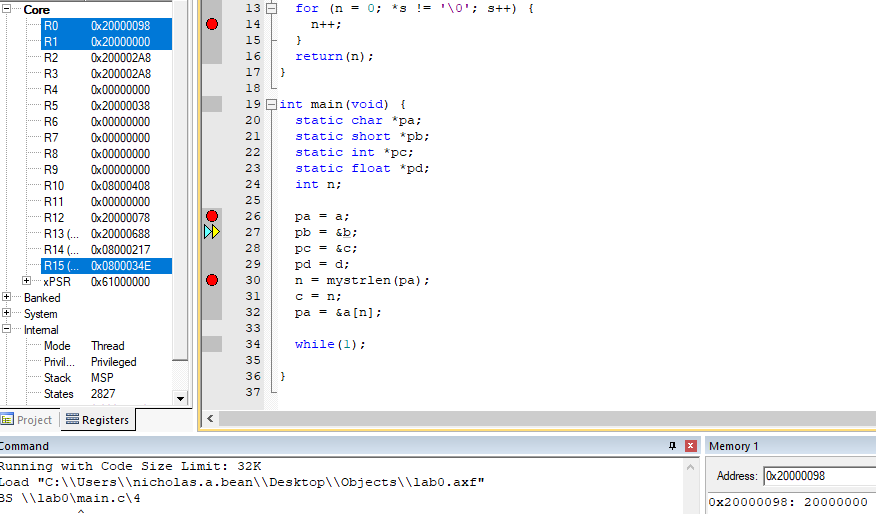 Core
R0 0x20000098
R1 0x20000000
R2 0x200002A8
R3 0x200002A8
R4 0x00000000
R5 0x20000038
R6 0x00000000
R7 0x00000000
R8 0x00000000
R9 0x00000000
R10 0x08000408
R11 0x00000000
R12 0x20000078
R13 (... 0x20000688
R14 (... 0x08000217
R15 (... 0x0800034E
xPSR 0x61000000
Banked
System
Internal
Mode Thread
Privil... Privileged
Stack MSP
States 2827
Project Registers
13 for (n = 0; *s != '\0'; s++) {
14 n++;
15 }
16 return(n);
17 }
18
19 int main(void) {
20 static char *pa;
21 static short *pb;
22 static int *pc;
23 static float *pd;
24 int n;
25
26 pa = a;
27 pb = &b;
28 pc = &c;
29 pd = d;
30 n = mystrlen(pa);
31 c = n;
32 pa = &a[n];
33
34 while(1);
35
36 }
37
Command
Running with Code Size Limit: 32K
Load "C:\\Users\\nicholas.a.bean\\Desktop\\Objects\\lab0.axf"
BS \\lab0\main.c\4
^
Memory 1
Address: 0x20000098
0x20000098: 20000000